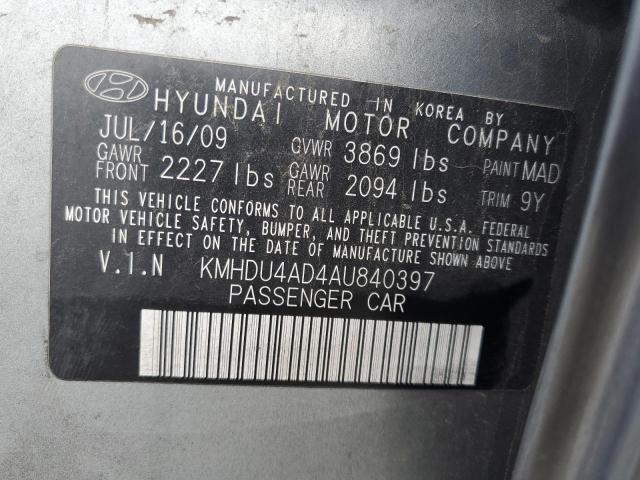 MANUFACTURED IN KOREA BY
HYUNDAI MOTOR COMPANY
JUL/16/09 GVWR 3869 lbs PAINT MAD
GAWR FRONT 2227 lbs GAWR REAR 2094 lbs TRIM 9Y
THIS VEHICLE CONFORMS TO ALL APPLICABLE U.S.A. FEDERAL
MOTOR VEHICLE SAFETY, BUMPER, AND THEFT PREVENTION STANDARDS
IN EFFECT ON THE DATE OF MANUFACTURE SHOWN ABOVE.
V.I.N KMHDU4AD4AU840397
PASSENGER CAR